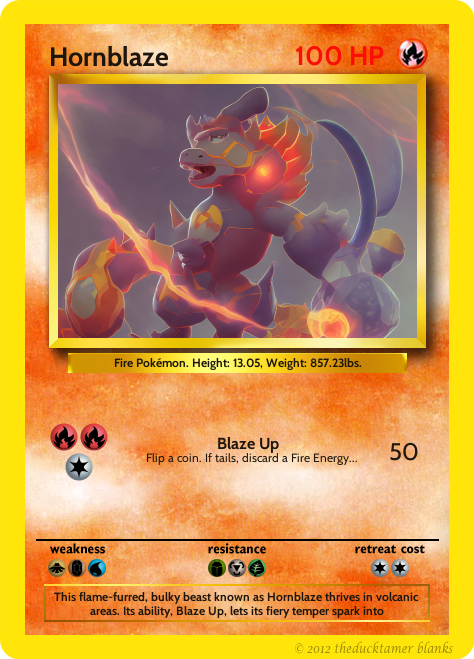 Hornblaze
100 HP
Fire Pokémon. Height: 13.05, Weight: 857.23lbs.
Blaze Up
50
Flip a coin. If tails, discard a Fire Energy...
weakness
resistance
retreat cost
This flame-furred, bulky beast known as Hornblaze thrives in volcanic
areas. Its ability, Blaze Up, lets its fiery temper spark into
© 2012 theducktamer blanks